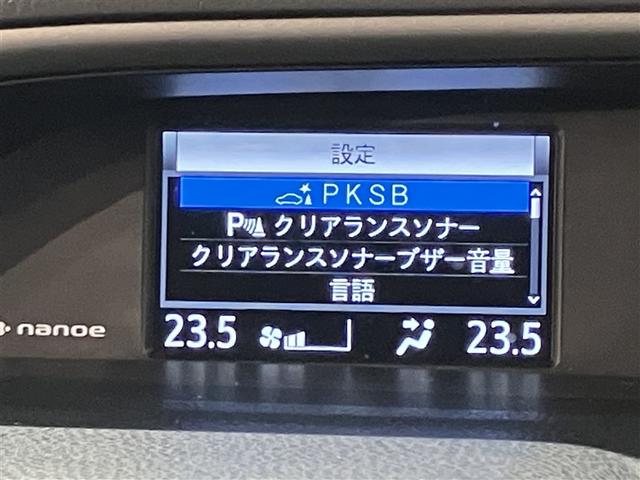 設定
PKSB
P クリアランスソナー
クリアランスソナーブザー音量
言語
23.5 23.5
nanoe